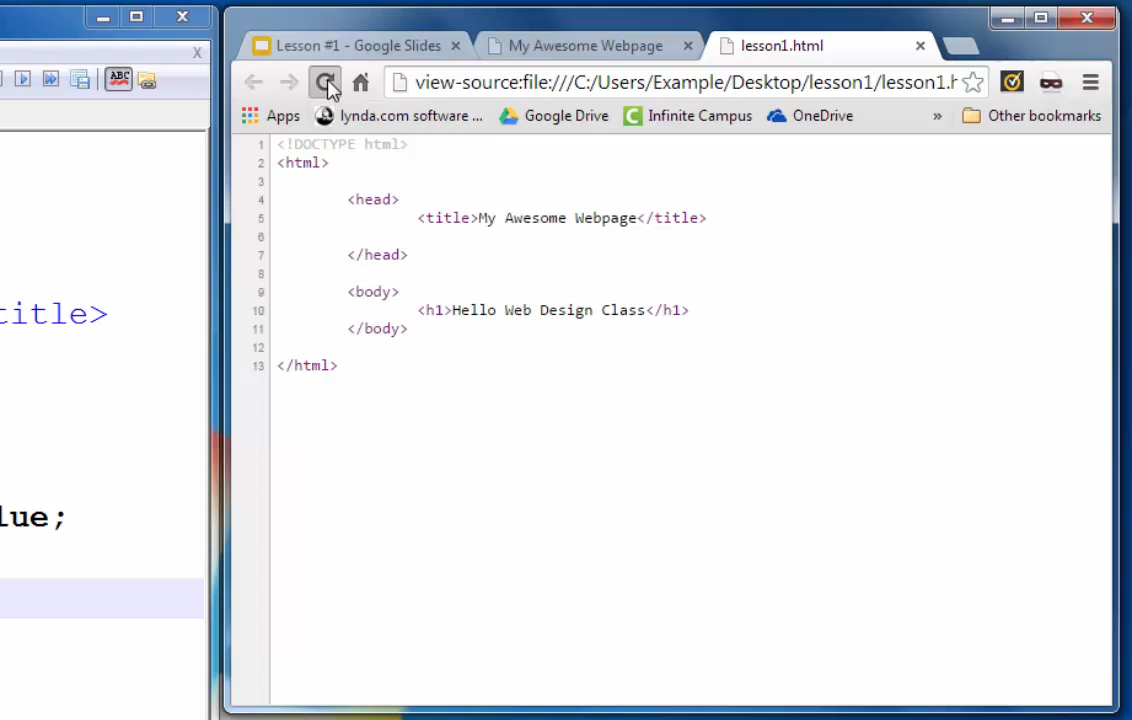 X
ABC
title>
lue;
Lesson #1 - Google Slides
My Awesome Webpage
lesson1.html
view-source:file:///C:/Users/Example/Desktop/lesson1/lesson1.h
Apps
lynda.com software ...
Google Drive
Infinite Campus
OneDrive
»
Other bookmarks
1 <!DOCTYPE html>
2 <html>
3
4 <head>
5 <title>My Awesome Webpage</title>
6
7 </head>
8
9 <body>
10 <h1>Hello Web Design Class</h1>
11 </body>
12
13 </html>